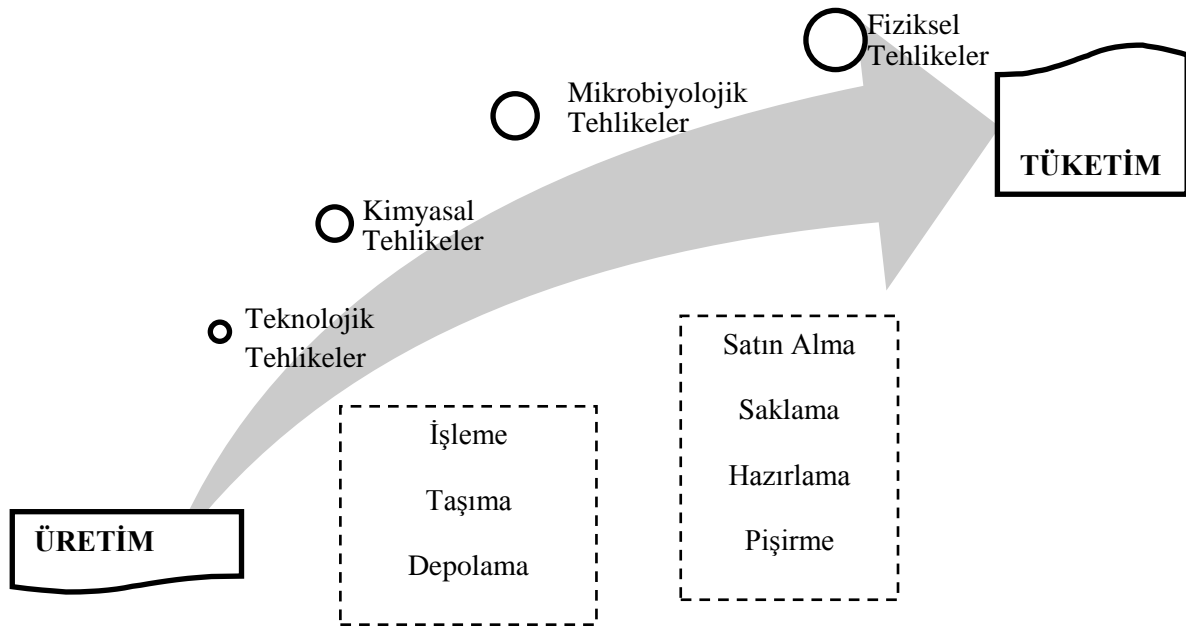 Fiziksel
Tehlikeler
Mikrobiyolojik
Tehlikeler
TÜKETİM
Kimyasal
Tehlikeler
Teknolojik
Tehlikeler
Satın Alma
Saklama
Hazırlama
Pişirme
İşleme
Taşıma
Depolama
ÜRETİM